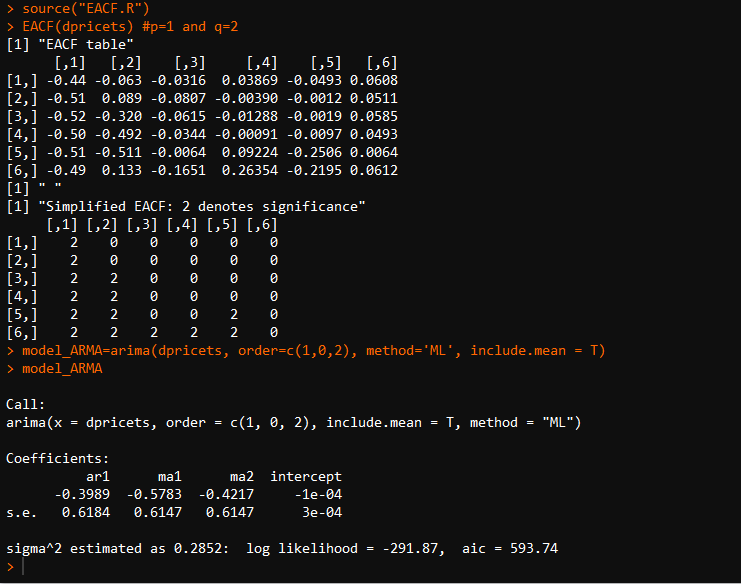 > source("EACF.R")
> EACF(dpricets) #p=1 and q=2
[1] "EACF table"
      [,1]   [,2]    [,3]     [,4]    [,5]   [,6]
[1,] -0.44 -0.063 -0.0316  0.03869 -0.0493 0.0608
[2,] -0.51  0.089 -0.0807 -0.00390 -0.0012 0.0511
[3,] -0.52 -0.320 -0.0615 -0.01288 -0.0019 0.0585
[4,] -0.50 -0.492 -0.0344 -0.00091 -0.0097 0.0493
[5,] -0.51 -0.511 -0.0064  0.09224 -0.2506 0.0064
[6,] -0.49  0.133 -0.1651  0.26354 -0.2195 0.0612
[1] " "
[1] "Simplified EACF: 2 denotes significance"
     [,1] [,2] [,3] [,4] [,5] [,6]
[1,]    2    0    0    0    0    0
[2,]    2    0    0    0    0    0
[3,]    2    2    0    0    0    0
[4,]    2    2    0    0    0    0
[5,]    2    2    0    0    2    0
[6,]    2    2    2    2    2    0
> model_ARMA=arima(dpricets, order=c(1,0,2), method='ML', include.mean = T)
> model_ARMA
Call:
arima(x = dpricets, order = c(1, 0, 2), include.mean = T, method = "ML")
Coefficients:
          ar1      ma1      ma2  intercept
      -0.3989  -0.5783  -0.4217     -1e-04
s.e.   0.6184   0.6147   0.6147      3e-04
sigma^2 estimated as 0.2852:  log likelihood = -291.87,  aic = 593.74
>